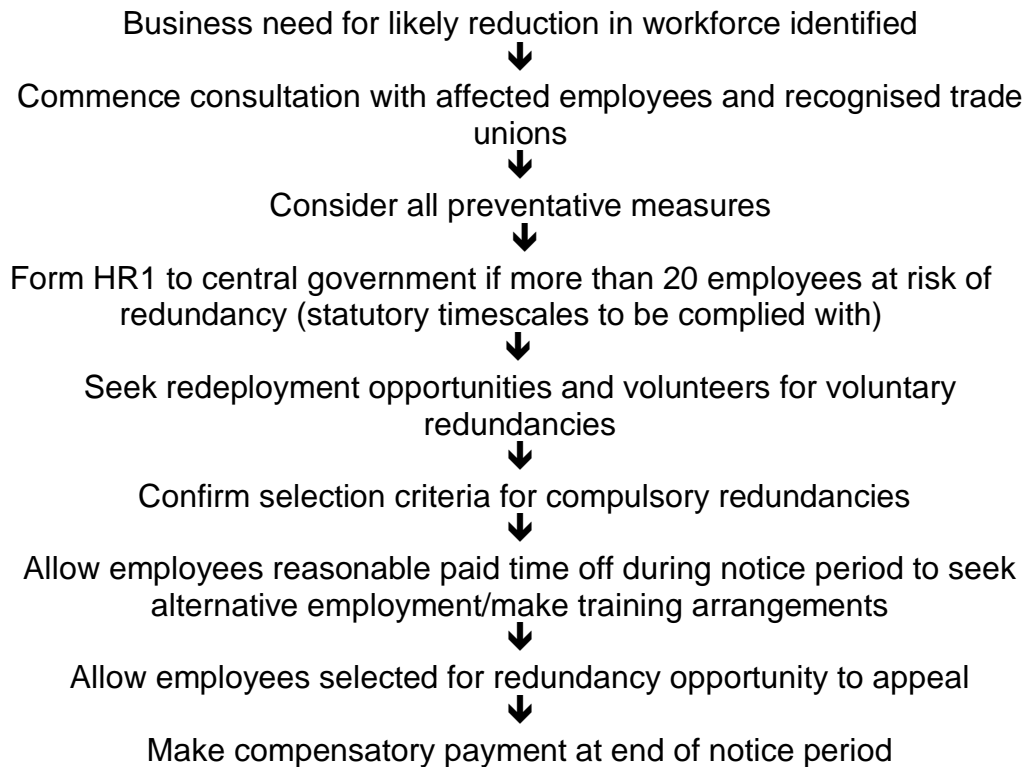 Business need for likely reduction in workforce identified
🡻
Commence consultation with affected employees and recognised trade
unions
🡻
Consider all preventative measures
🡻
Form HR1 to central government if more than 20 employees at risk of
redundancy (statutory timescales to be complied with)
🡻
Seek redeployment opportunities and volunteers for voluntary
redundancies
🡻
Confirm selection criteria for compulsory redundancies
🡻
Allow employees reasonable paid time off during notice period to seek
alternative employment/make training arrangements
🡻
Allow employees selected for redundancy opportunity to appeal
🡻
Make compensatory payment at end of notice period